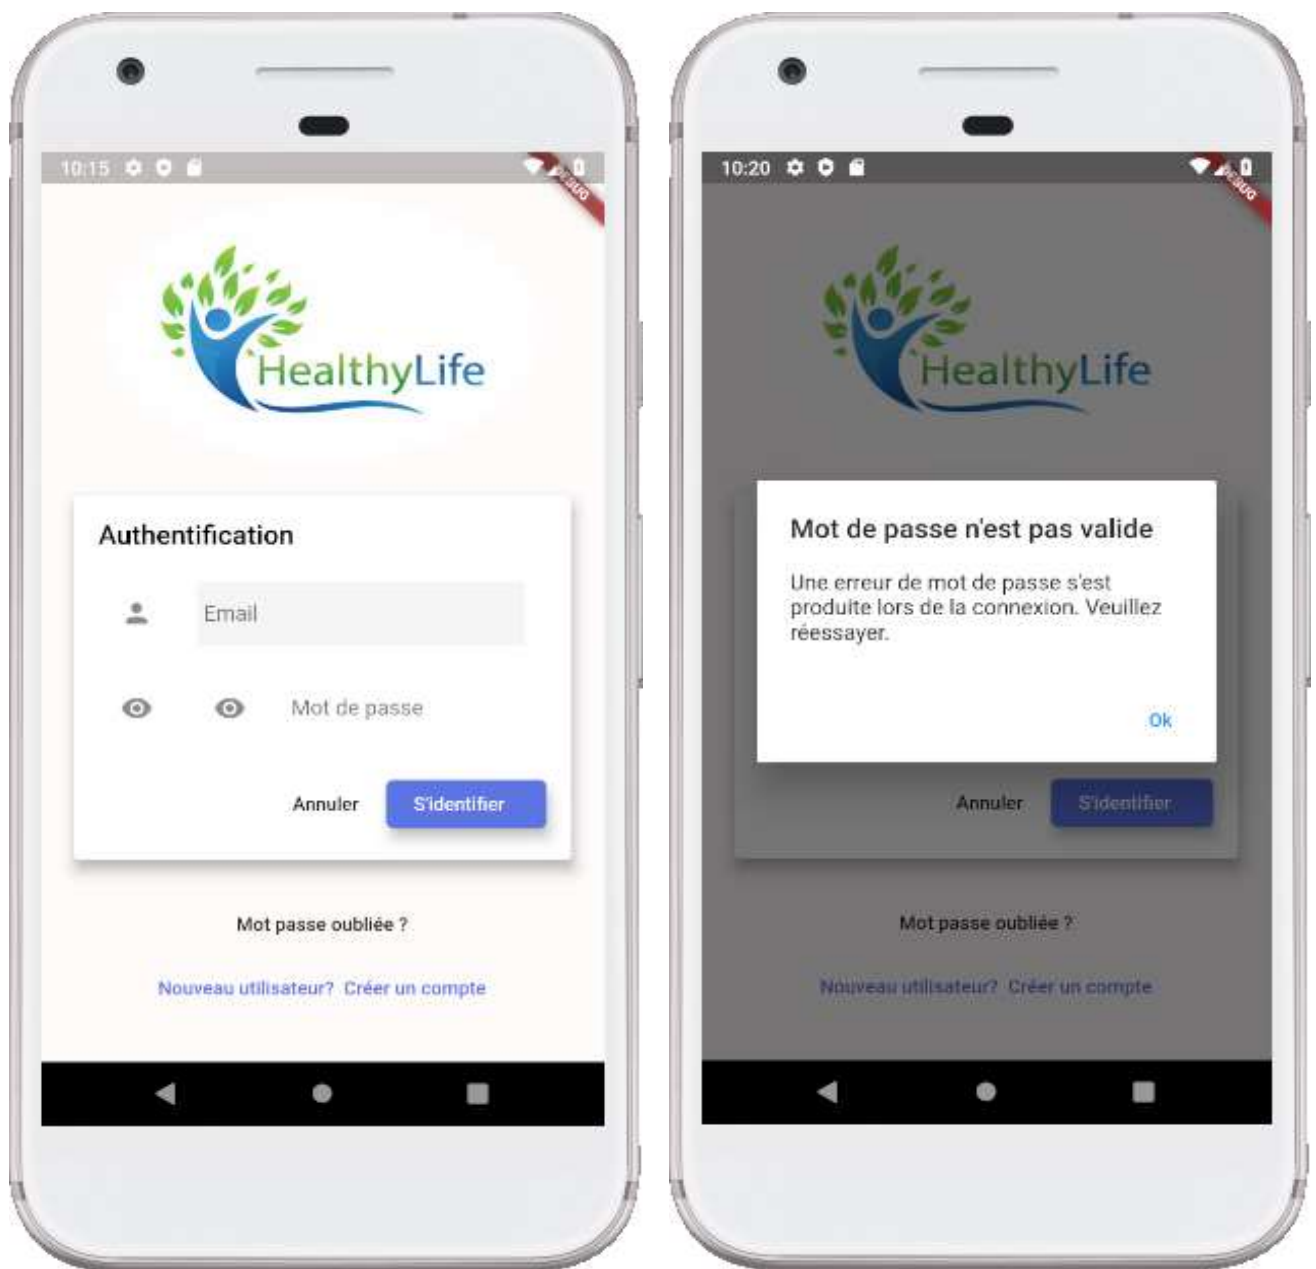 10:15
DEBUG
HealthyLife
Authentification
Email
Mot de passe
Annuler
S'identifier
Mot passe oubliée ?
Nouveau utilisateur? Créer un compte
10:20
DEBUG
HealthyLife
Mot de passe n'est pas valide
Une erreur de mot de passe s'est
produite lors de la connexion. Veuillez
réessayer.
Ok
Annuler
S'identifier
Mot passe oubliée ?
Nouveau utilisateur? Créer un compte